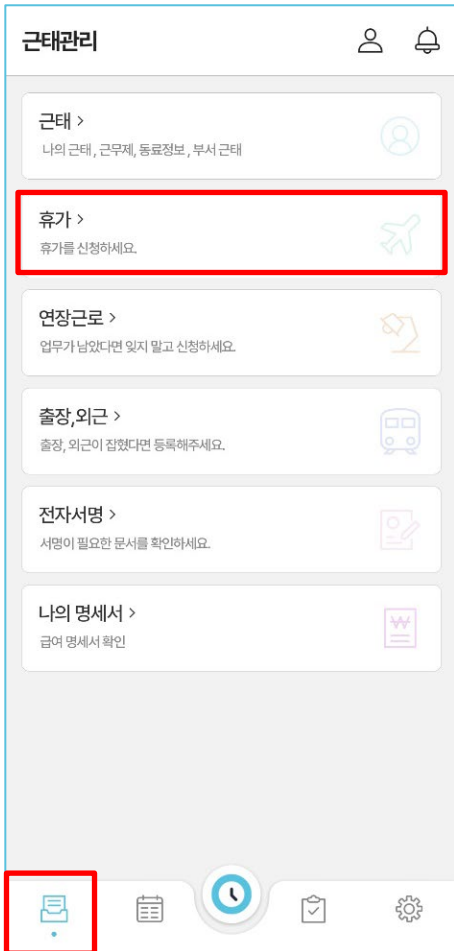 근태관리
근태 >
나의 근태 , 근무제, 동료정보 , 부서 근태
휴가 >
휴가를 신청하세요.
연장근로 >
업무가 남았다면 잊지 말고 신청하세요.
출장,외근 >
출장, 외근이 잡혔다면 등록해주세요.
전자서명 >
서명이 필요한 문서를 확인하세요.
나의 명세서 >
급여 명세서 확인